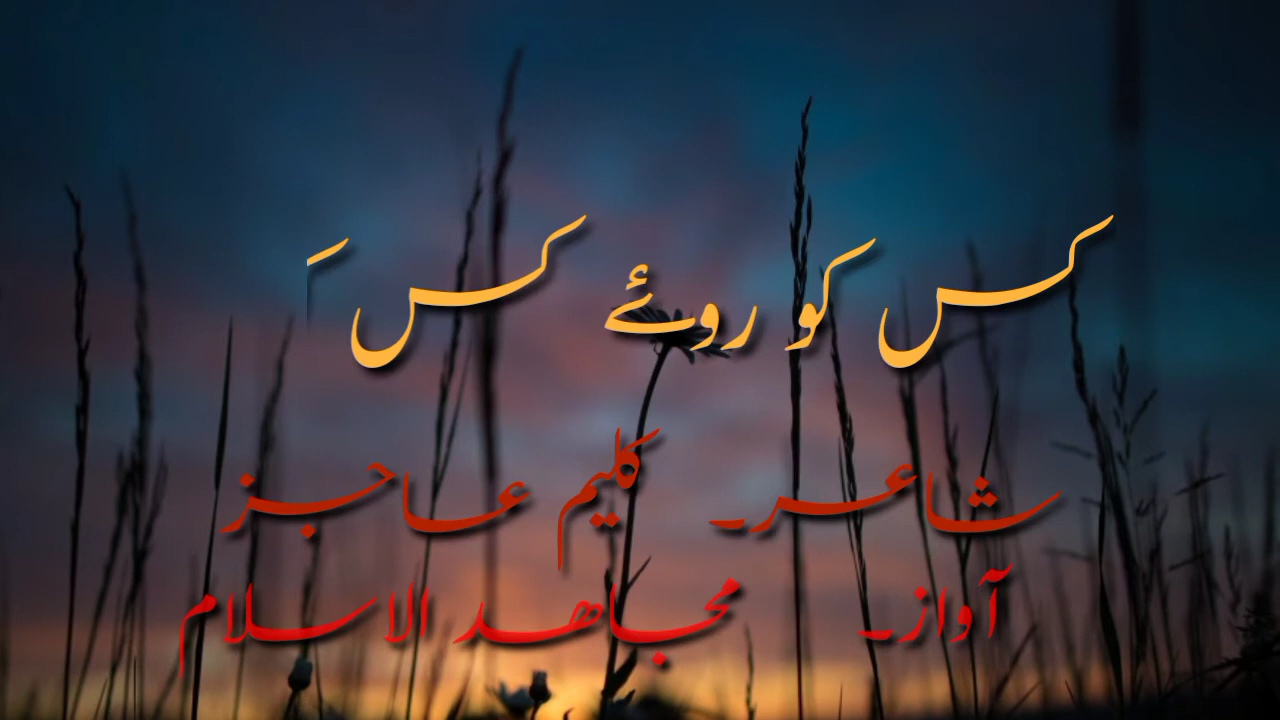 کس کو روئے کس
شاعر۔ کلیم عاجز
آواز۔ مجاھد الاسلام